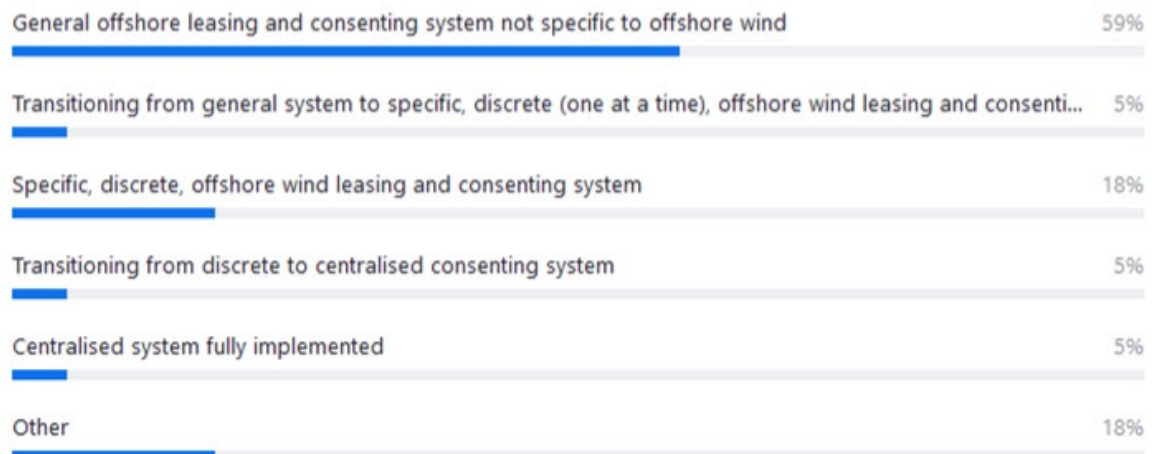 General offshore leasing and consenting system not specific to offshore wind 59%
Transitioning from general system to specific, discrete (one at a time), offshore wind leasing and consenti... 5%
Specific, discrete, offshore wind leasing and consenting system 18%
Transitioning from discrete to centralised consenting system 5%
Centralised system fully implemented 5%
Other 18%